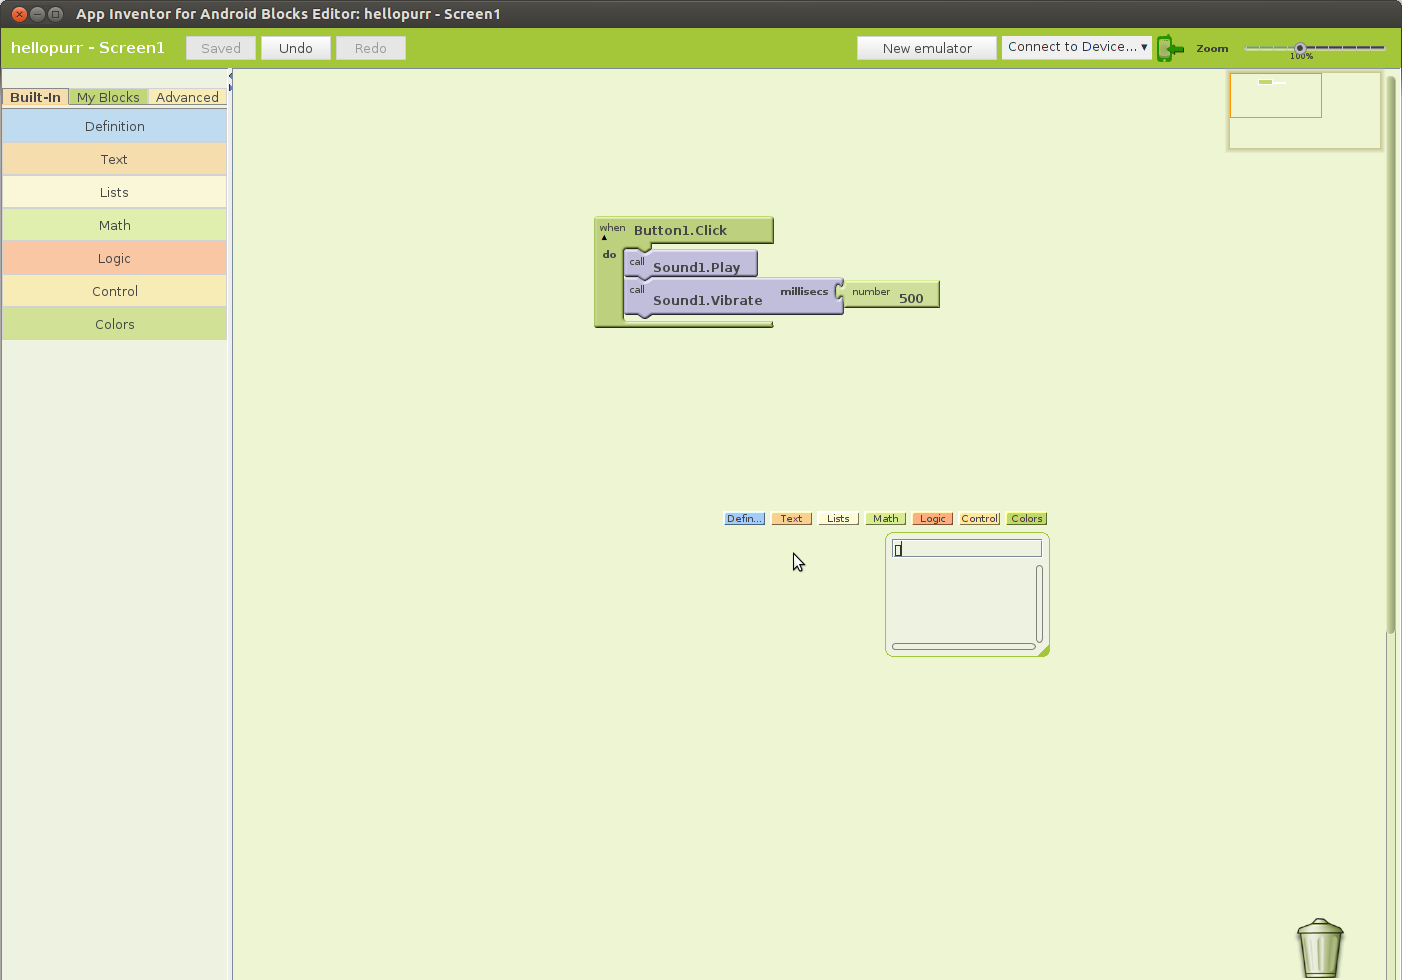 App Inventor for Android Blocks Editor: hellopurr - Screen1
hellopurr - Screen1
Saved
Undo
Redo
New emulator
Connect to Device...
Zoom
100%
Built-In
My Blocks
Advanced
Definition
Text
Lists
Math
Logic
Control
Colors
when Button1.Click
do
call Sound1.Play
call Sound1.Vibrate millisecs number 500
Defin... Text Lists Math Logic Control Colors